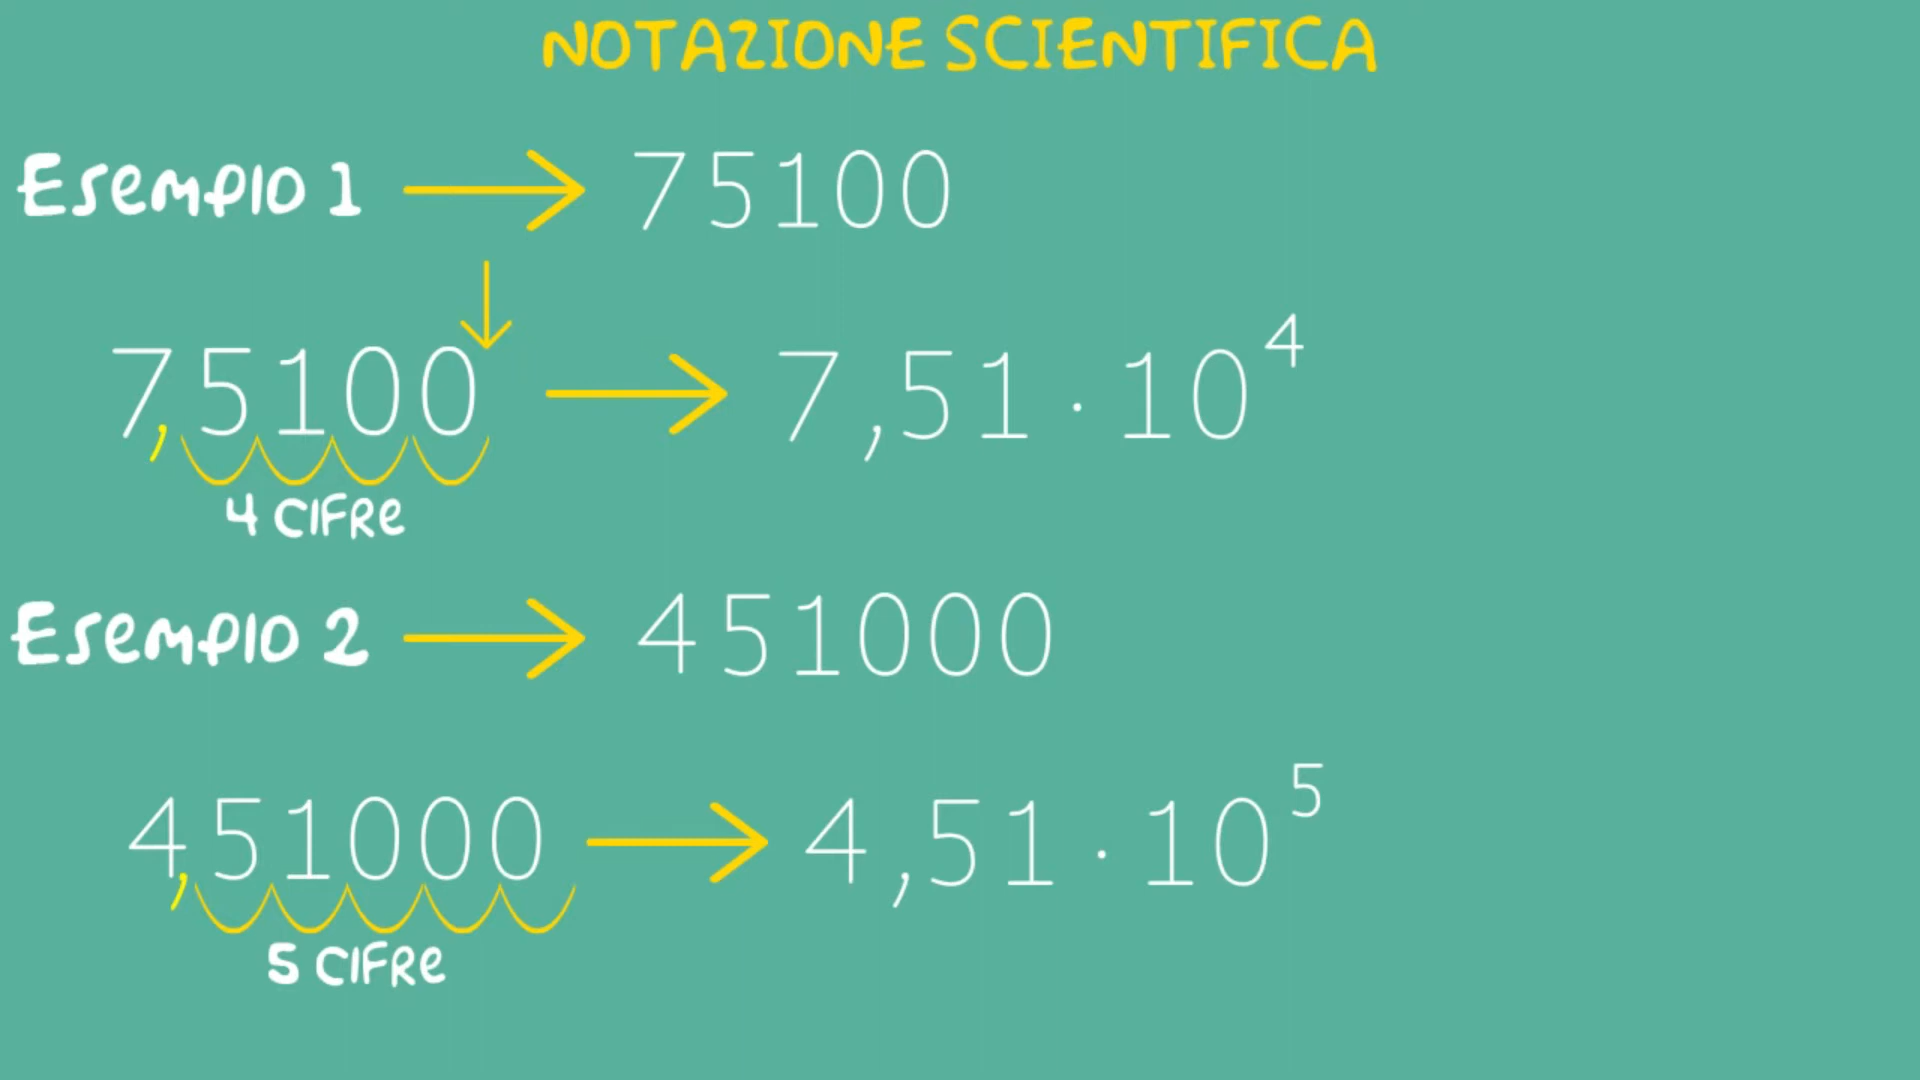 NOTAZIONE SCIENTIFICA
Esempio 1 → 75100
7,5100 → 7,51 · 10⁴
4 CIFRe
Esempio 2 → 451000
4,51000 → 4,51 · 10⁵
5 CIFRe